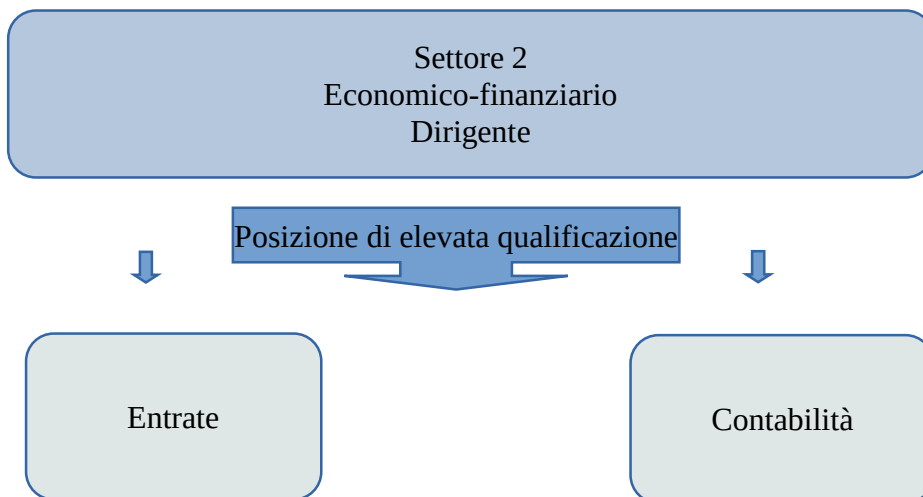 Settore 2
Economico-finanziario
Dirigente
Posizione di elevata qualificazione
Entrate
Contabilità